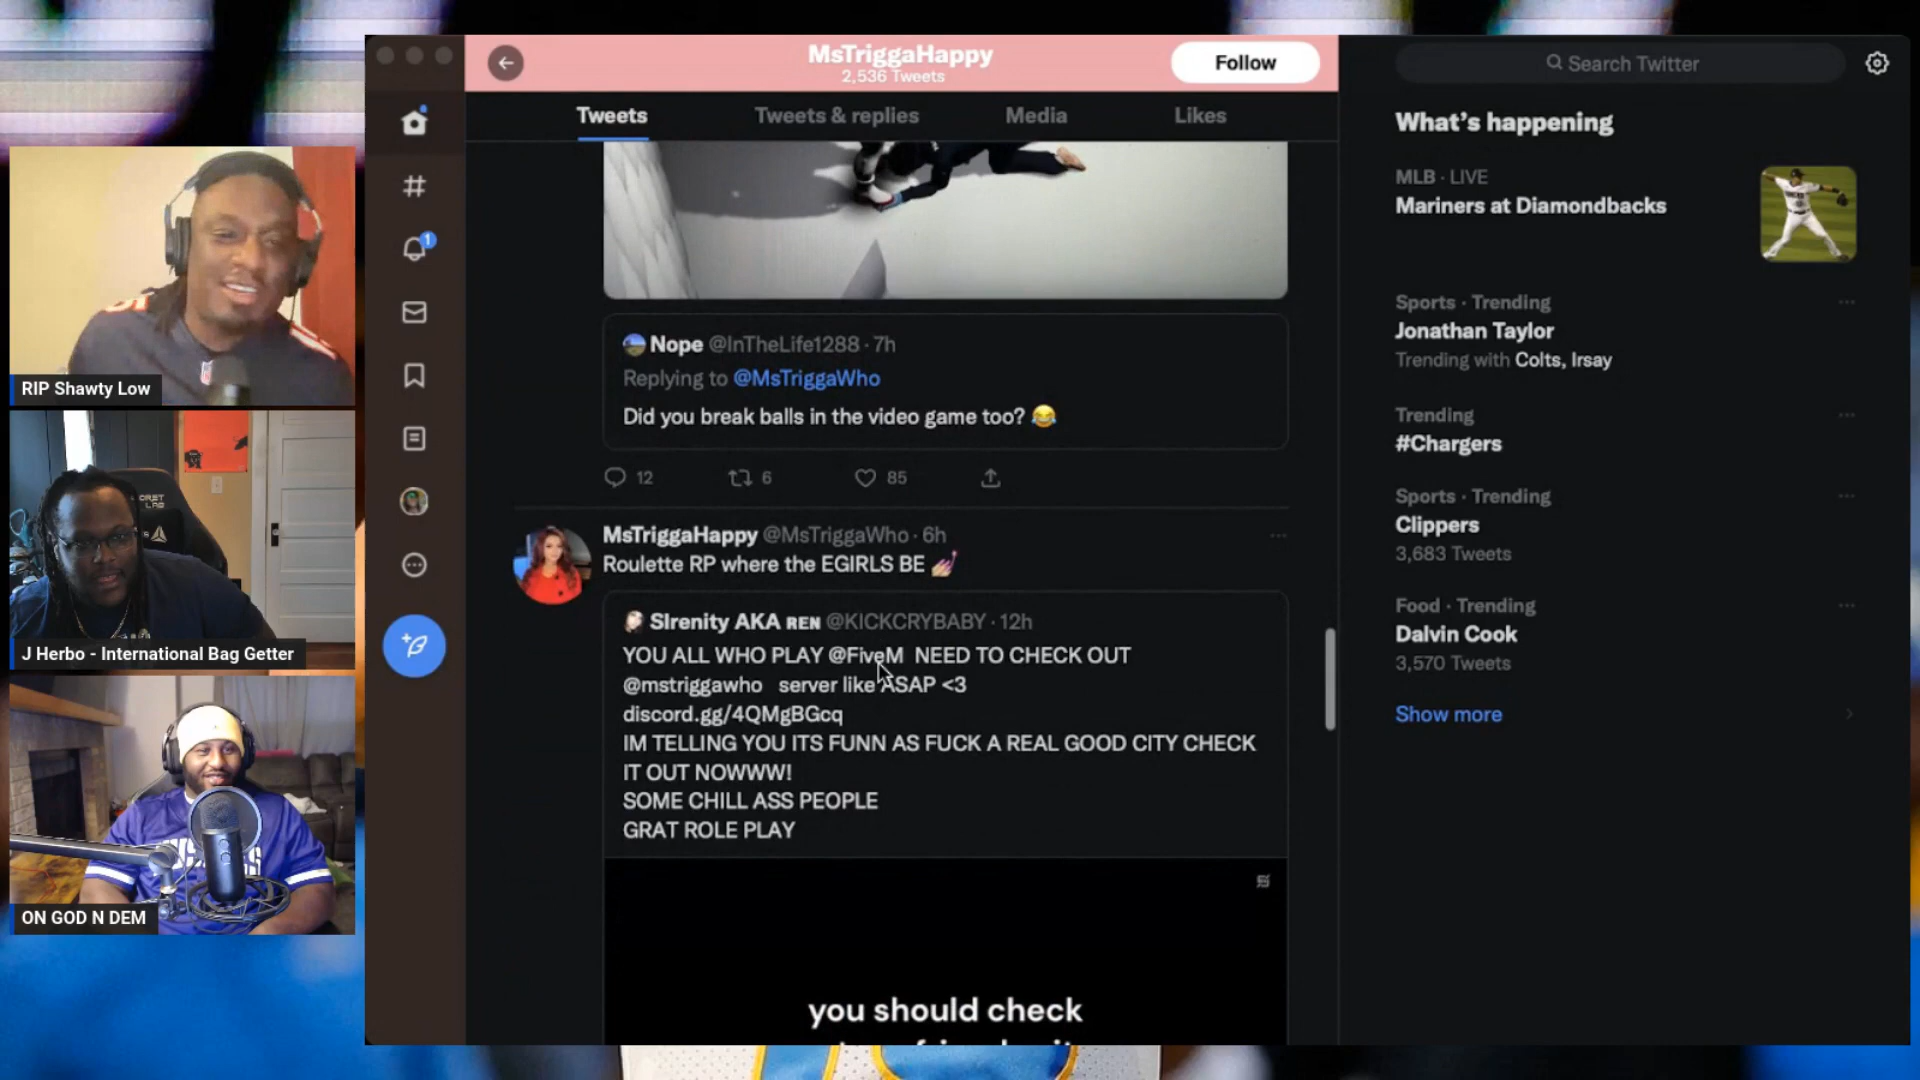 MsTriggaHappy
2,536 Tweets
Follow
Search Twitter
Tweets
Tweets & replies
Media
Likes
What's happening
MLB · LIVE
Mariners at Diamondbacks
Sports · Trending
Jonathan Taylor
Trending with Colts, Irsay
Trending
#Chargers
Sports · Trending
Clippers
3,683 Tweets
Food · Trending
Dalvin Cook
3,570 Tweets
Show more
1
Nope @InTheLife1288 · 7h
Replying to @MsTriggaWho
Did you break balls in the video game too? 😂
12
6
85
MsTriggaHappy @MsTriggaWho · 6h
Roulette RP where the EGIRLS BE 💅
SIrenity AKA REN @KICKCRYBABY · 12h
YOU ALL WHO PLAY @FiveM NEED TO CHECK OUT
@mstriggawho server like ASAP <3
discord.gg/4QMgBGcq
IM TELLING YOU ITS FUNN AS FUCK A REAL GOOD CITY CHECK
IT OUT NOWWW!
SOME CHILL ASS PEOPLE
GRAT ROLE PLAY
you should check
RIP Shawty Low
J Herbo - International Bag Getter
ON GOD N DEM